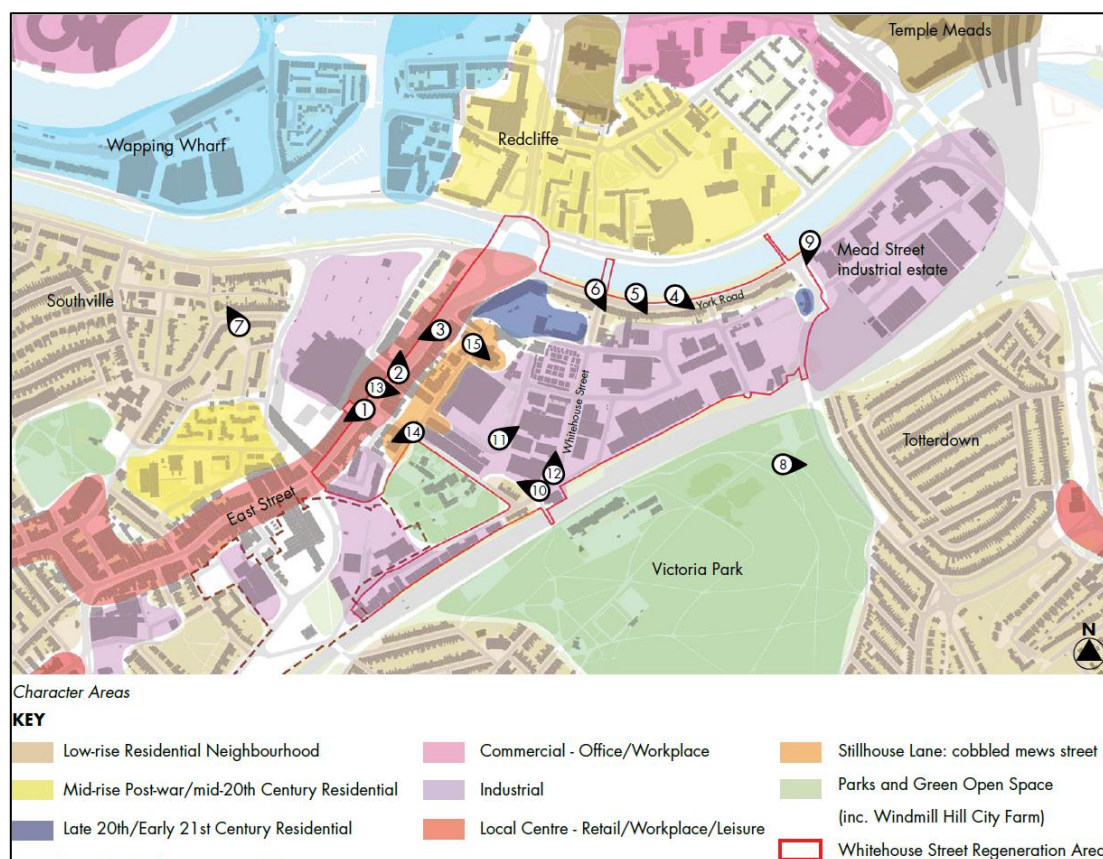 Temple Meads
Wapping Wharf
Redcliffe
9
Mead Street
industrial estate
Southville
6
5
4
York Road
7
3
15
2
13
1
Whitehouse Street
14
11
Totterdown
12
8
10
East Street
Victoria Park
N
Character Areas
KEY
Low-rise Residential Neighbourhood
Commercial - Office/Workplace
Stillhouse Lane: cobbled mews street
Mid-rise Post-war/mid-20th Century Residential
Industrial
Parks and Green Open Space
(inc. Windmill Hill City Farm)
Late 20th/Early 21st Century Residential
Local Centre - Retail/Workplace/Leisure
Whitehouse Street Regeneration Area